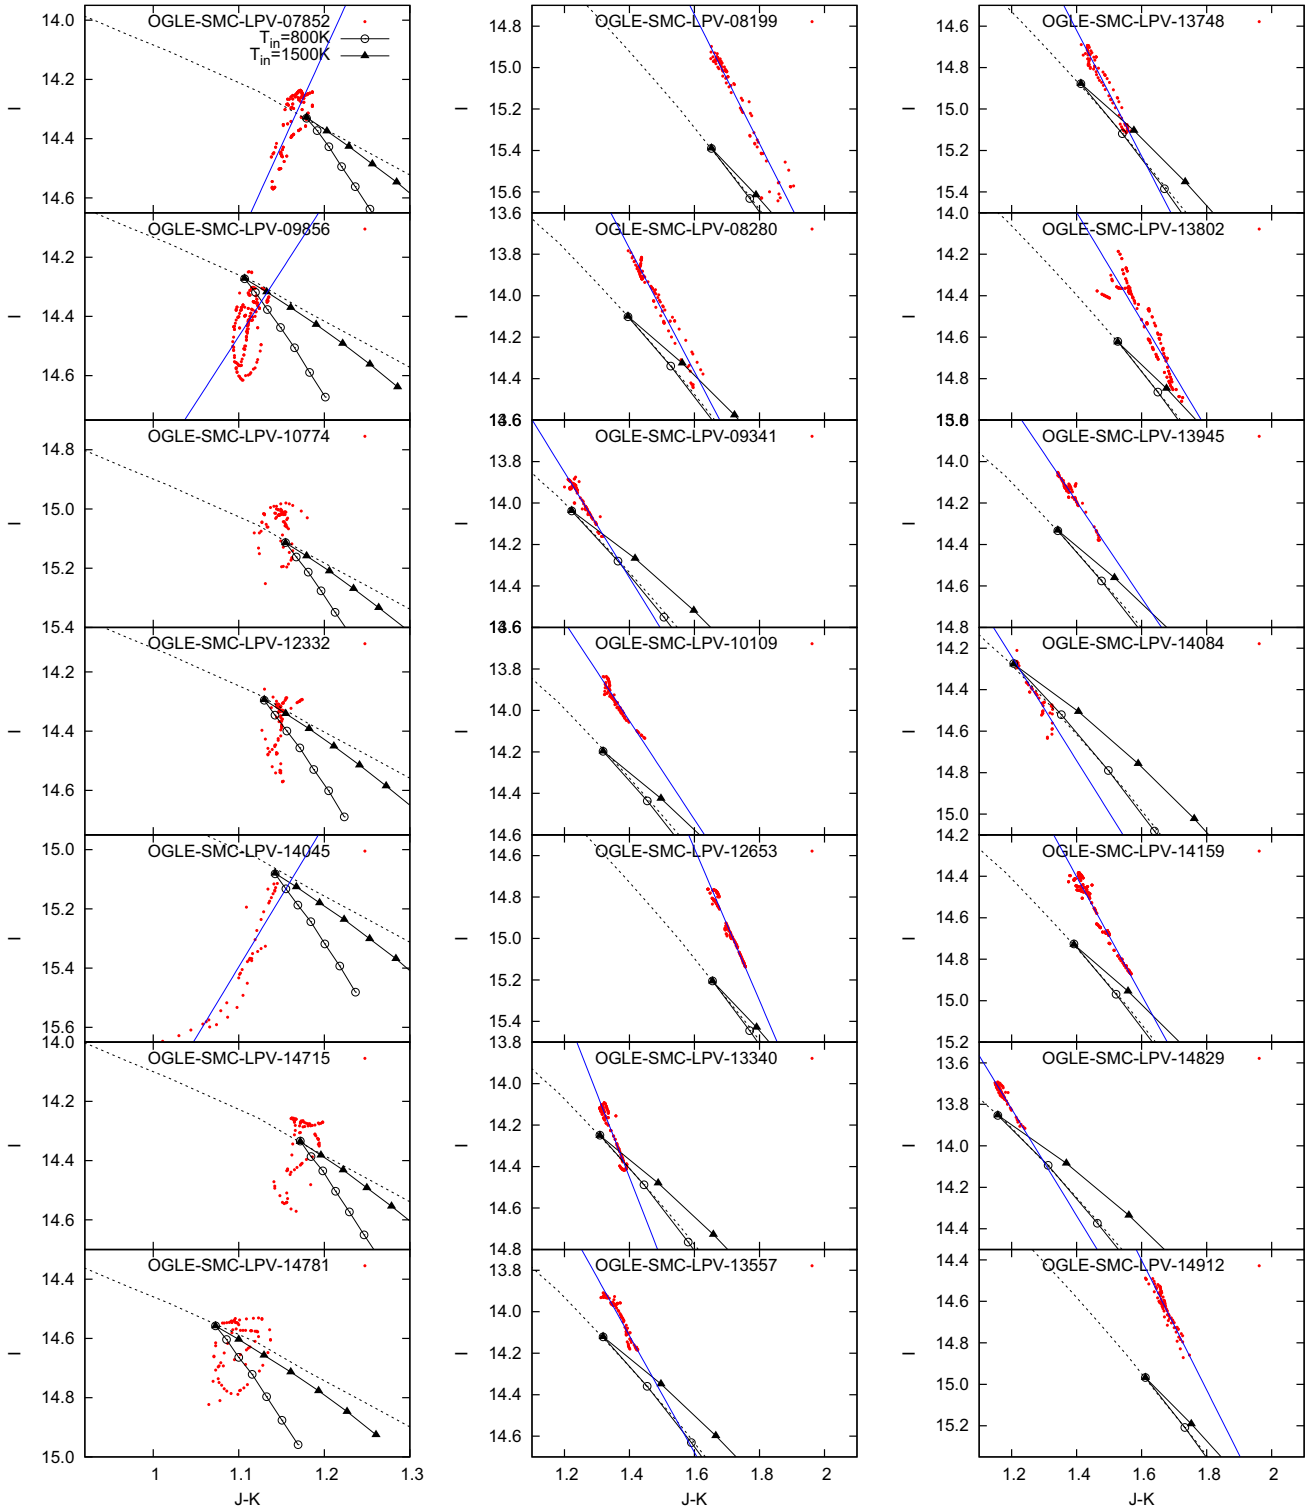 OGLE-SMC-LPV-07852
T_in=800K
T_in=1500K
14.0
14.2
14.4
14.6
I
OGLE-SMC-LPV-09856
14.2
14.4
14.6
I
OGLE-SMC-LPV-10774
14.8
15.0
15.2
15.4
I
OGLE-SMC-LPV-12332
14.2
14.4
14.6
I
OGLE-SMC-LPV-14045
15.0
15.2
15.4
15.6
I
OGLE-SMC-LPV-14715
14.0
14.2
14.4
14.6
I
OGLE-SMC-LPV-14781
14.4
14.6
14.8
15.0
I
1 1.1 1.2 1.3
J-K
OGLE-SMC-LPV-08199
14.8
15.0
15.2
15.4
15.6
I
OGLE-SMC-LPV-08280
13.6
13.8
14.0
14.2
14.4
I
OGLE-SMC-LPV-09341
13.8
14.0
14.2
14.4
I
OGLE-SMC-LPV-10109
13.8
14.0
14.2
14.4
14.6
I
OGLE-SMC-LPV-12653
14.6
14.8
15.0
15.2
15.4
I
OGLE-SMC-LPV-13340
13.8
14.0
14.2
14.4
14.6
14.8
I
OGLE-SMC-LPV-13557
13.8
14.0
14.2
14.4
14.6
I
1.2 1.4 1.6 1.8 2
J-K
OGLE-SMC-LPV-13748
14.6
14.8
15.0
15.2
15.4
I
OGLE-SMC-LPV-13802
14.0
14.2
14.4
14.6
14.8
I
OGLE-SMC-LPV-13945
14.0
14.2
14.4
14.6
14.8
I
OGLE-SMC-LPV-14084
14.2
14.4
14.6
14.8
15.0
I
OGLE-SMC-LPV-14159
14.2
14.4
14.6
14.8
15.0
15.2
I
OGLE-SMC-LPV-14829
13.6
13.8
14.0
14.2
14.4
I
OGLE-SMC-LPV-14912
14.4
14.6
14.8
15.0
15.2
I
1.2 1.4 1.6 1.8 2
J-K